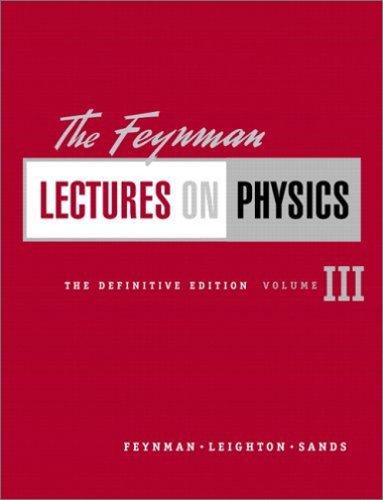 The Feynman
LECTURES ON PHYSICS
THE DEFINITIVE EDITION VOLUME III
FEYNMAN • LEIGHTON • SANDS